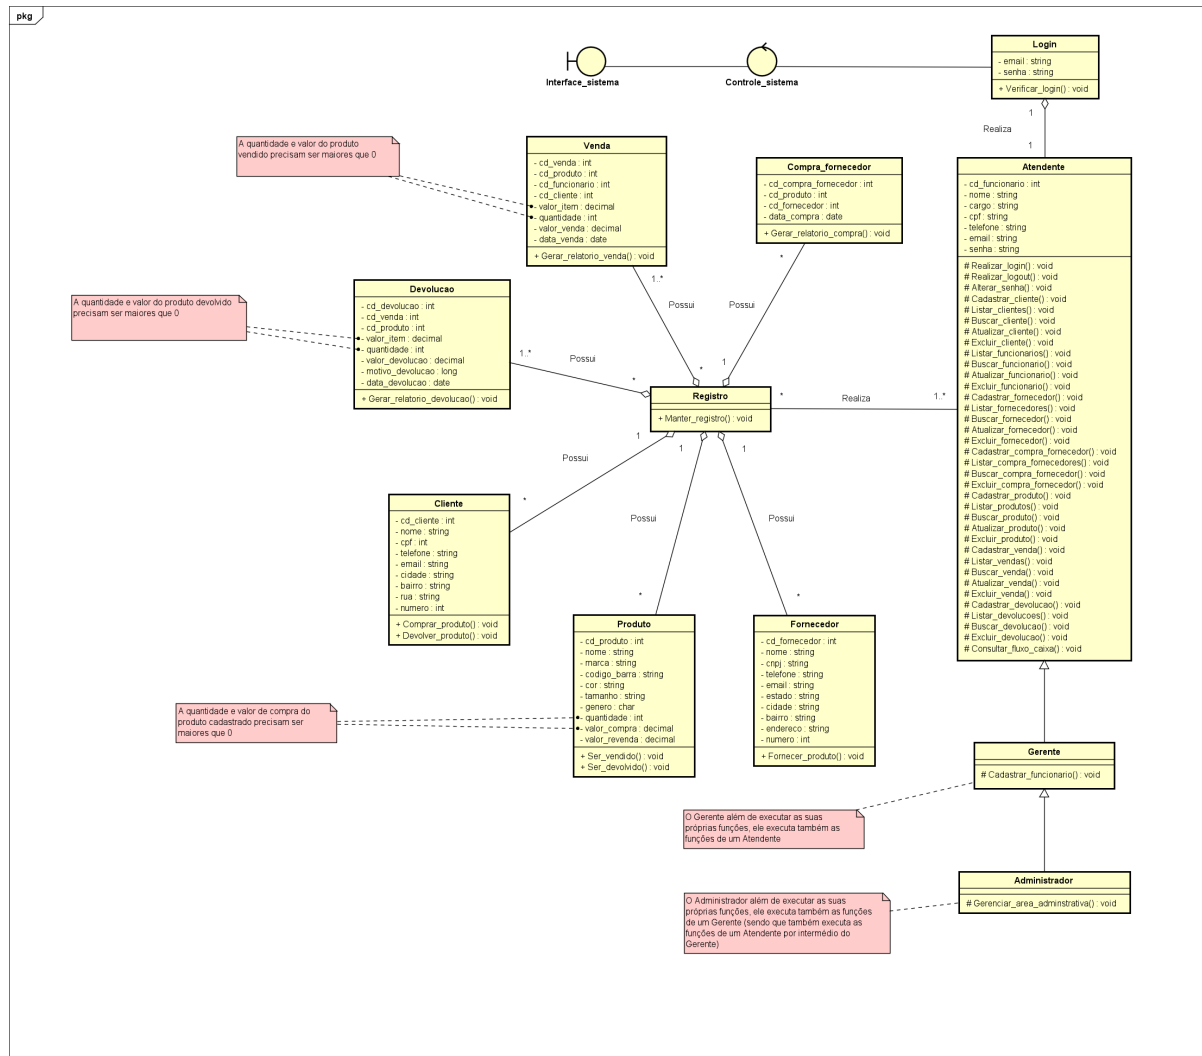 pkg
Interface_sistema
Controle_sistema
Login
- email : string
- senha : string
+ Verificar_login() : void
1
Realiza
1
A quantidade e valor do produto
vendido precisam ser maiores que 0
Venda
- cd_venda : int
- cd_produto : int
- cd_funcionario : int
- cd_cliente : int
- valor_item : decimal
- quantidade : int
- valor_venda : decimal
- data_venda : date
+ Gerar_relatorio_venda() : void
Compra_fornecedor
- cd_compra_fornecedor : int
- cd_produto : int
- cd_fornecedor : int
- data_compra : date
+ Gerar_relatorio_compra() : void
Atendente
- cd_funcionario : int
- nome : string
- cargo : string
- cpf : string
- telefone : string
- email : string
- senha : string
# Realizar_login() : void
# Realizar_logout() : void
# Alterar_senha() : void
# Cadastrar_cliente() : void
# Listar_clientes() : void
# Buscar_cliente() : void
# Atualizar_cliente() : void
# Excluir_cliente() : void
# Listar_funcionarios() : void
# Buscar_funcionario() : void
# Atualizar_funcionario() : void
# Excluir_funcionario() : void
# Cadastrar_fornecedor() : void
# Listar_fornecedores() : void
# Buscar_fornecedor() : void
# Atualizar_fornecedor() : void
# Excluir_fornecedor() : void
# Cadastrar_compra_fornecedor() : void
# Listar_compra_fornecedores() : void
# Buscar_compra_fornecedor() : void
# Excluir_compra_fornecedor() : void
# Cadastrar_produto() : void
# Listar_produtos() : void
# Buscar_produto() : void
# Atualizar_produto() : void
# Excluir_produto() : void
# Cadastrar_venda() : void
# Listar_vendas() : void
# Buscar_venda() : void
# Atualizar_venda() : void
# Excluir_venda() : void
# Cadastrar_devolucao() : void
# Listar_devolucoes() : void
# Buscar_devolucao() : void
# Excluir_devolucao() : void
# Consultar_fluxo_caixa() : void
1..*
Possui
*
*
Possui
1
A quantidade e valor do produto devolvido
precisam ser maiores que 0
Devolucao
- cd_devolucao : int
- cd_venda : int
- cd_produto : int
- valor_item : decimal
- quantidade : int
- valor_devolucao : decimal
- motivo_devolucao : long
- data_devolucao : date
+ Gerar_relatorio_devolucao() : void
1..*
Possui
*
Registro
+ Manter_registro() : void
*
Realiza
1..*
1
Possui
*
1
Possui
*
1
Possui
*
Cliente
- cd_cliente : int
- nome : string
- cpf : int
- telefone : string
- email : string
- cidade : string
- bairro : string
- rua : string
- numero : int
+ Comprar_produto() : void
+ Devolver_produto() : void
Produto
- cd_produto : int
- nome : string
- marca : string
- codigo_barra : string
- cor : string
- tamanho : string
- genero : char
- quantidade : int
- valor_compra : decimal
- valor_revenda : decimal
+ Ser_vendido() : void
+ Ser_devolvido() : void
Fornecedor
- cd_fornecedor : int
- nome : string
- cnpj : string
- telefone : string
- email : string
- estado : string
- cidade : string
- bairro : string
- endereco : string
- numero : int
+ Fornecer_produto() : void
A quantidade e valor de compra do
produto cadastrado precisam ser
maiores que 0
Gerente
# Cadastrar_funcionario() : void
O Gerente além de executar as suas
próprias funções, ele executa também as
funções de um Atendente
Administrador
# Gerenciar_area_adminstrativa() : void
O Administrador além de executar as suas
próprias funções, ele executa também as funções
de um Gerente (sendo que também executa as
funções de um Atendente por intermédio do
Gerente)